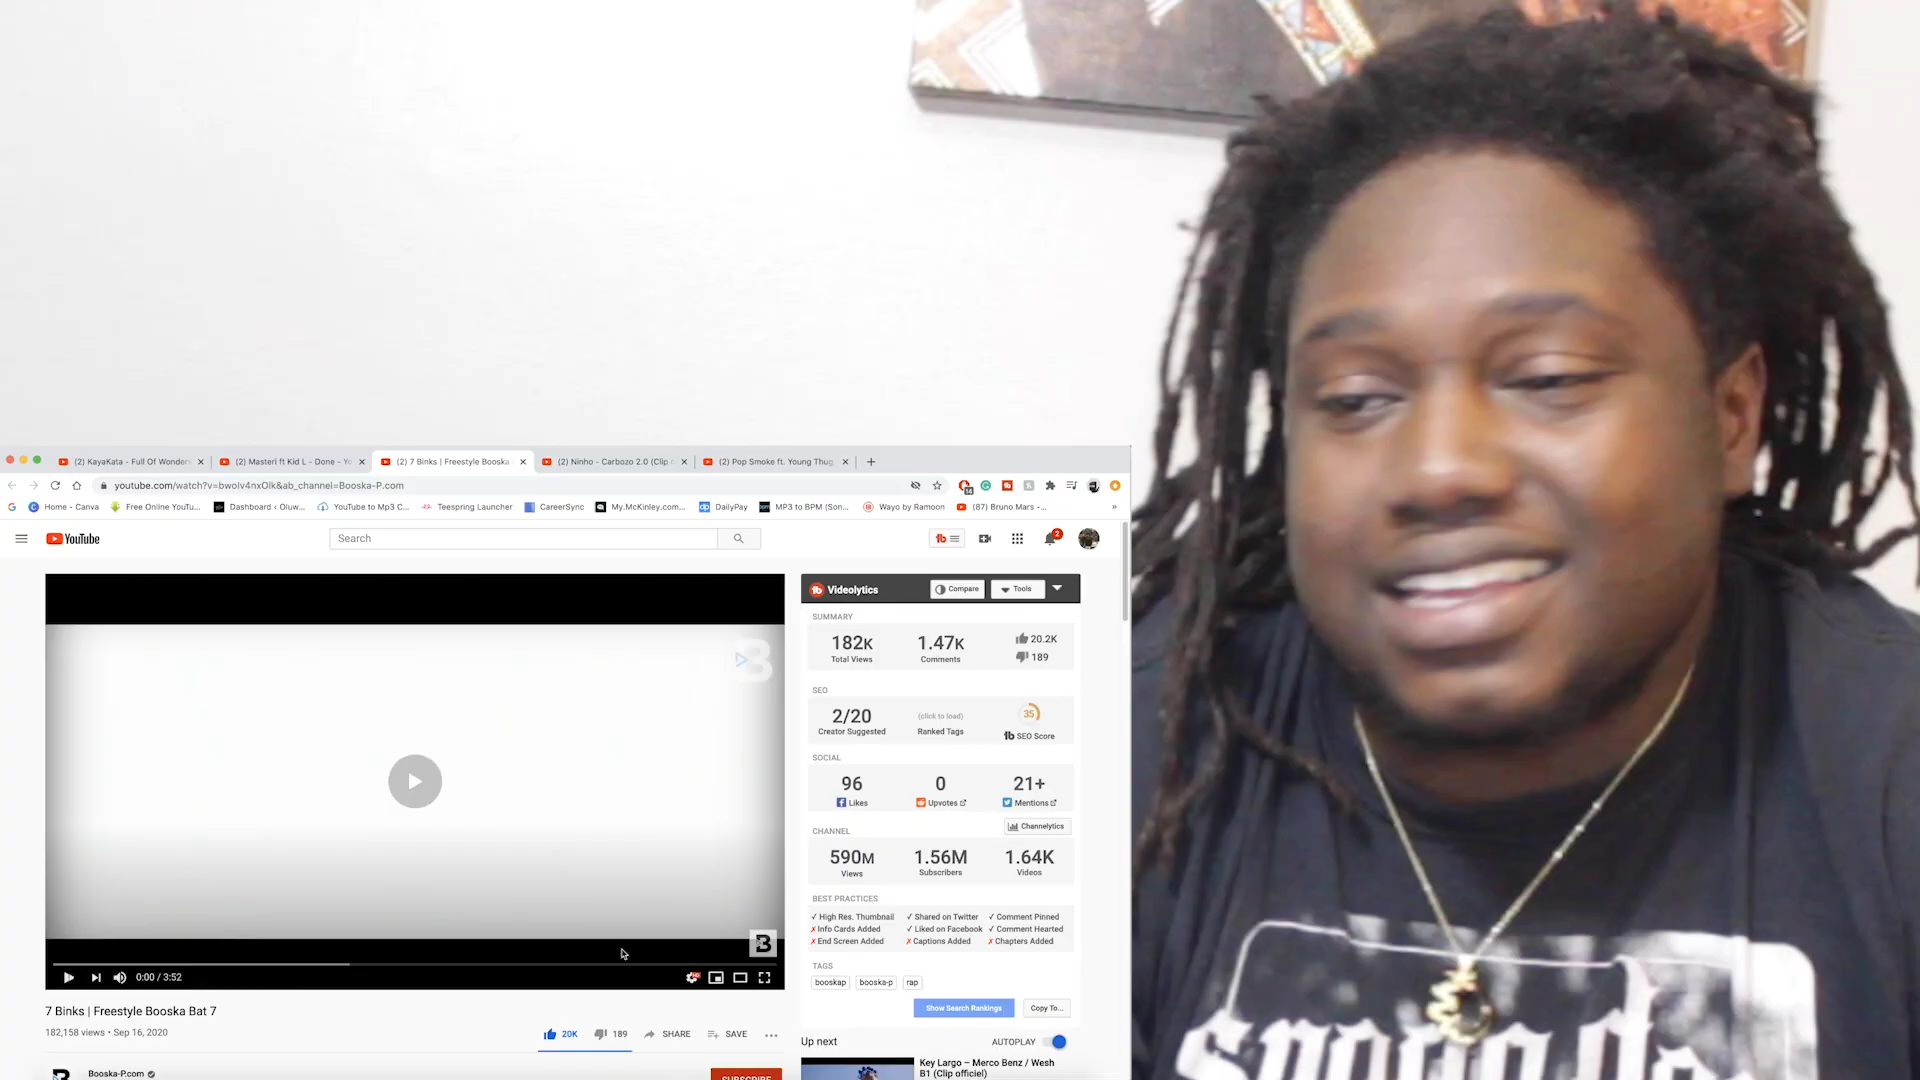 (2) KayaKata - Full Of Wonder
(2) Masteri ft Kid L - Done - Yo
(2) 7 Binks | Freestyle Booska
(2) Ninho - Carbozo 2.0 (Clip
(2) Pop Smoke ft. Young Thug
youtube.com/watch?v=bwolv4nxOlk&ab_channel=Booska-P.com
Home - Canva
Free Online YouTu...
Dashboard ‹ Oluw...
YouTube to Mp3 C...
Teespring Launcher
CareerSync
My.McKinley.com...
DailyPay
MP3 to BPM (Son...
Wayo by Ramoon
(87) Bruno Mars -...
YouTube
Search
tb
2
Videolytics
Compare
Tools
SUMMARY
182K
Total Views
1.47K
Comments
20.2K
189
SEO
2/20
Creator Suggested
(click to load)
Ranked Tags
35
tb SEO Score
SOCIAL
96
Likes
0
Upvotes
21+
Mentions
Channelytics
CHANNEL
590M
Views
1.56M
Subscribers
1.64K
Videos
BEST PRACTICES
✓ High Res. Thumbnail
✓ Shared on Twitter
✓ Comment Pinned
✗ Info Cards Added
✓ Liked on Facebook
✓ Comment Hearted
✗ End Screen Added
✗ Captions Added
✗ Chapters Added
TAGS
booskap
booska-p
rap
Show Search Rankings
Copy To...
B
B
0:00 / 3:52
7 Binks | Freestyle Booska Bat 7
182,158 views • Sep 16, 2020
20K
189
SHARE
SAVE
Up next
AUTOPLAY
Key Largo – Merco Benz / Wesh
B1 (Clip officiel)
Booska-P.com
SUBSCRIBE